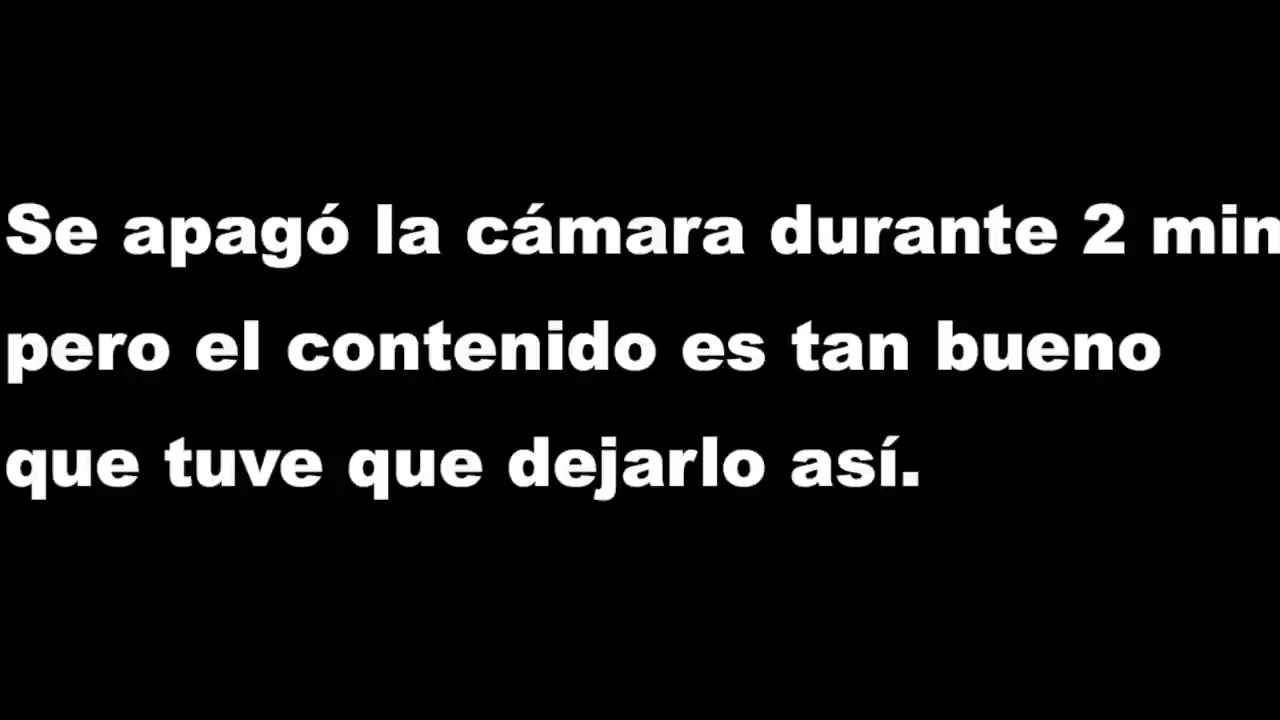 Se apagó la cámara durante 2 min
pero el contenido es tan bueno
que tuve que dejarlo así.